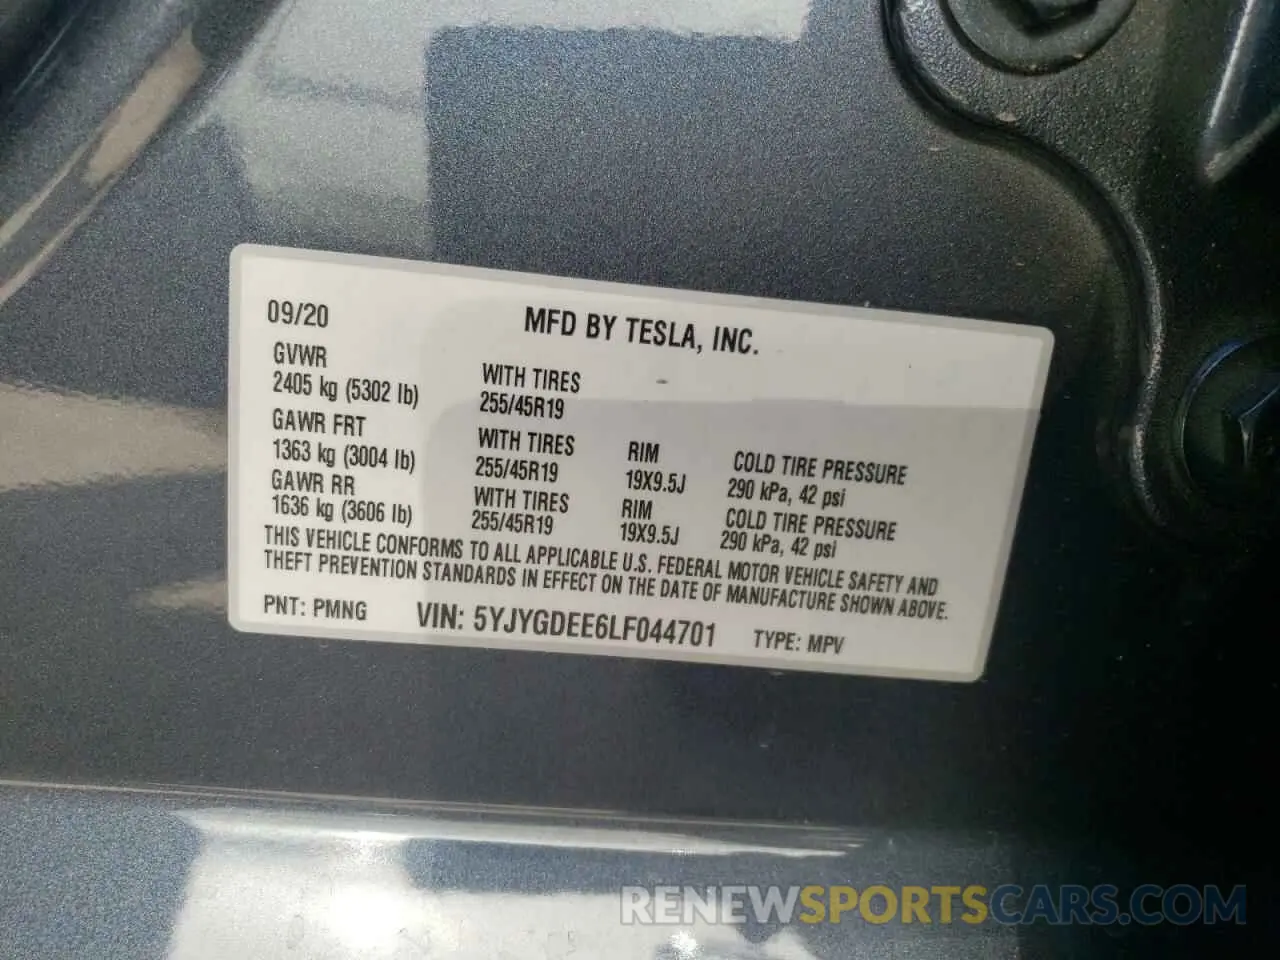 09/20 MFD BY TESLA, INC.
GVWR
2405 kg (5302 lb) WITH TIRES 255/45R19
GAWR FRT
1363 kg (3004 lb) WITH TIRES 255/45R19 RIM 19X9.5J COLD TIRE PRESSURE 290 kPa, 42 psi
GAWR RR
1636 kg (3606 lb) WITH TIRES 255/45R19 RIM 19X9.5J COLD TIRE PRESSURE 290 kPa, 42 psi
THIS VEHICLE CONFORMS TO ALL APPLICABLE U.S. FEDERAL MOTOR VEHICLE SAFETY AND
THEFT PREVENTION STANDARDS IN EFFECT ON THE DATE OF MANUFACTURE SHOWN ABOVE.
PNT: PMNG VIN: 5YJYGDEE6LF044701 TYPE: MPV
RENEWSPORTSCARS.COM